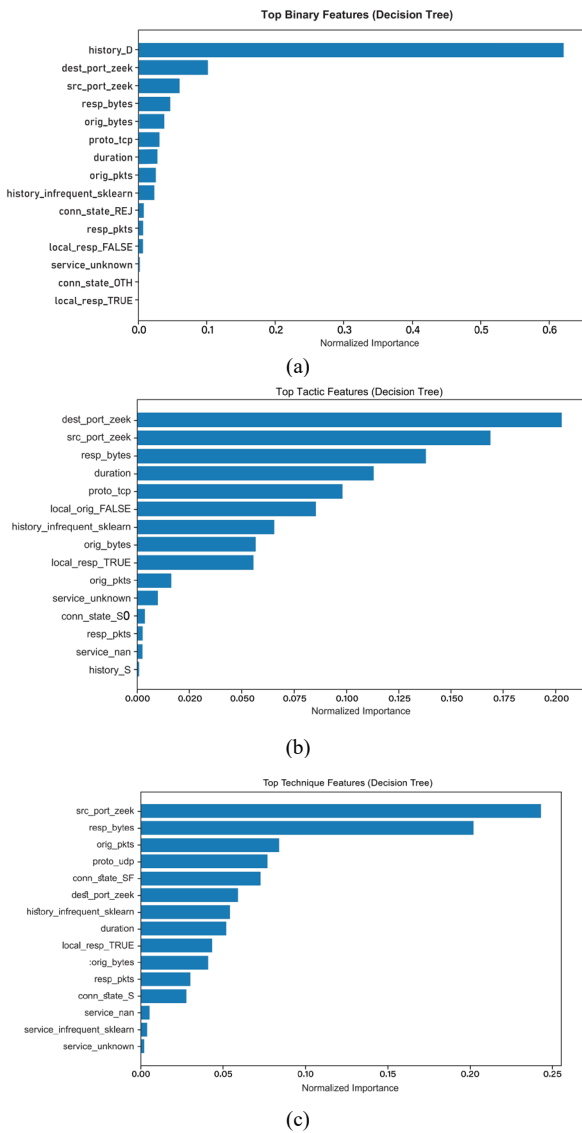 Top Binary Features (Decision Tree)
history_D
dest_port_zeek
src_port_zeek
resp_bytes
orig_bytes
proto_tcp
duration
orig_pkts
history_infrequent_sklearn
conn_state_REJ
resp_pkts
local_resp_FALSE
service_unknown
conn_state_OTH
local_resp_TRUE
0.0 0.1 0.2 0.3 0.4 0.5 0.6
Normalized Importance
(a)
Top Tactic Features (Decision Tree)
dest_port_zeek
src_port_zeek
resp_bytes
duration
proto_tcp
local_orig_FALSE
history_infrequent_sklearn
orig_bytes
local_resp_TRUE
orig_pkts
service_unknown
conn_state_S0
resp_pkts
service_nan
history_S
0.000 0.025 0.050 0.075 0.100 0.125 0.150 0.175 0.200
Normalized Importance
(b)
Top Technique Features (Decision Tree)
src_port_zeek
resp_bytes
orig_pkts
proto_udp
conn_state_SF
dest_port_zeek
history_infrequent_sklearn
duration
local_resp_TRUE
:orig_bytes
resp_pkts
conn_state_S
service_nan
service_infrequent_sklearn
service_unknown
0.00 0.05 0.10 0.15 0.20 0.25
Normalized Importance
(c)